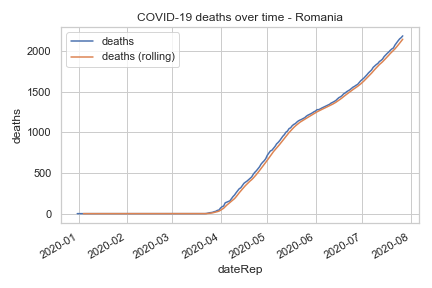 COVID-19 deaths over time - Romania
deaths
deaths (rolling)
2000
1500
1000
500
0
deaths
2020-01
2020-02
2020-03
2020-04
2020-05
2020-06
2020-07
2020-08
dateRep